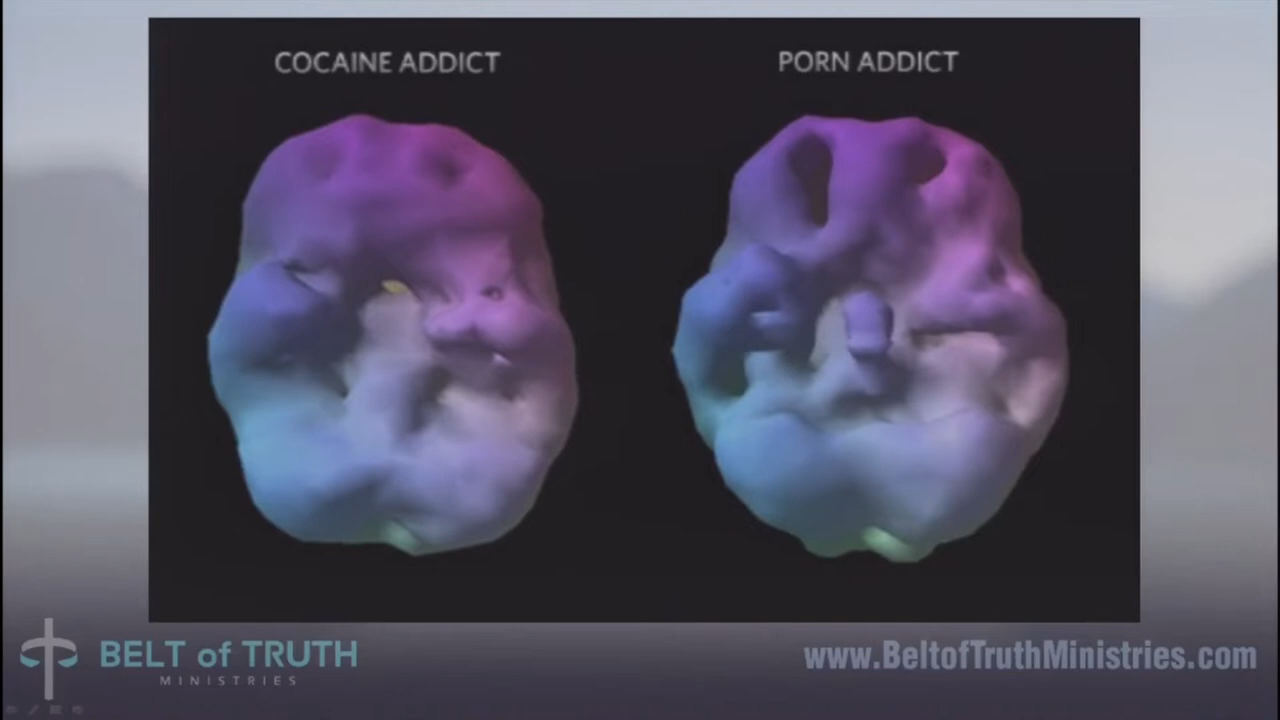 COCAINE ADDICT
PORN ADDICT
BELT of TRUTH
MINISTRIES
www.BeltofTruthMinistries.com